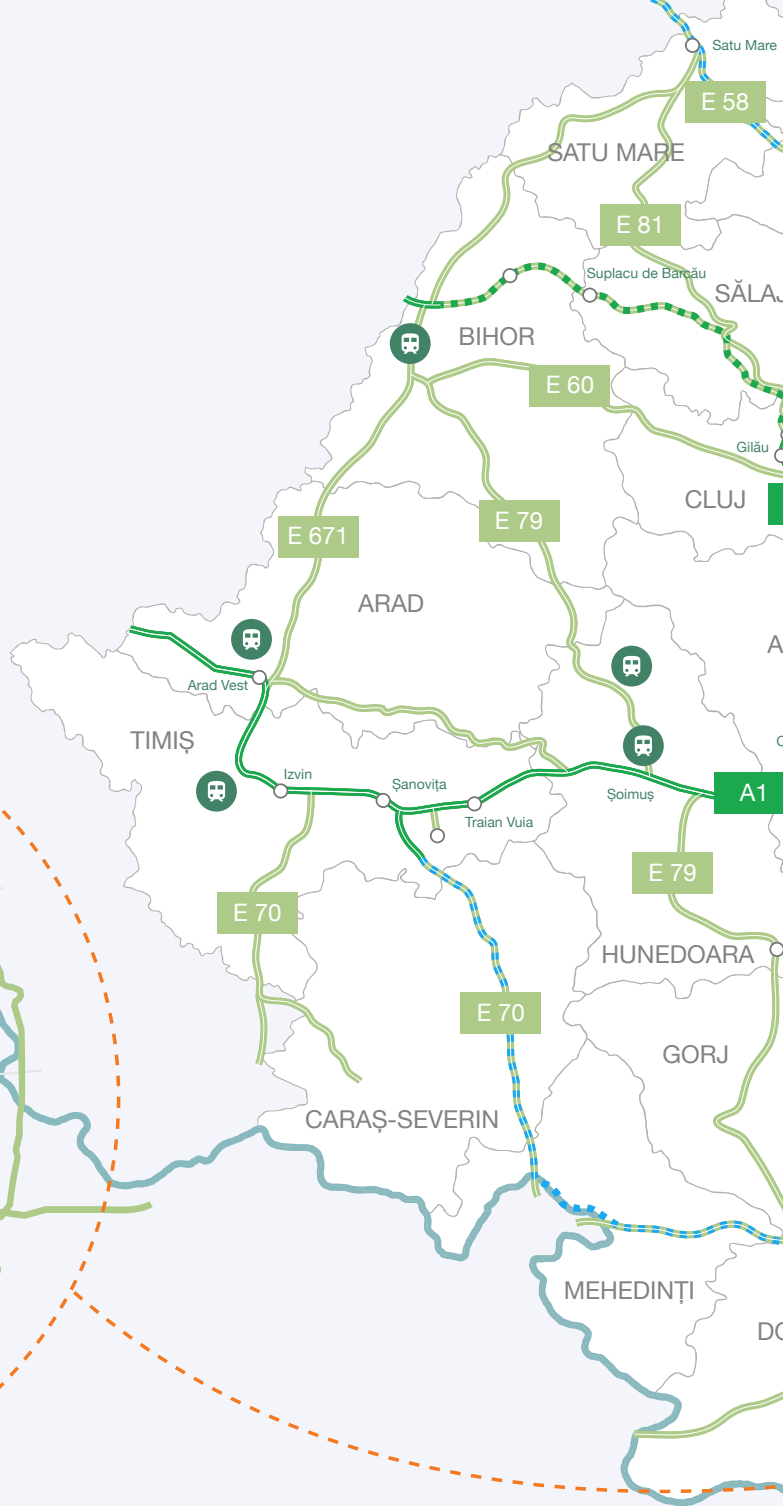 Satu Mare
E 58
SATU MARE
E 81
Suplacu de Barcău
SĂLAJ
BIHOR
E 60
Gilău
CLUJ
E 671
E 79
ARAD
A
Arad Vest
TIMIȘ
Izvin
Șanovița
Șoimuș
A1
Traian Vuia
E 79
E 70
HUNEDOARA
E 70
GORJ
CARAȘ-SEVERIN
MEHEDINȚI
DO